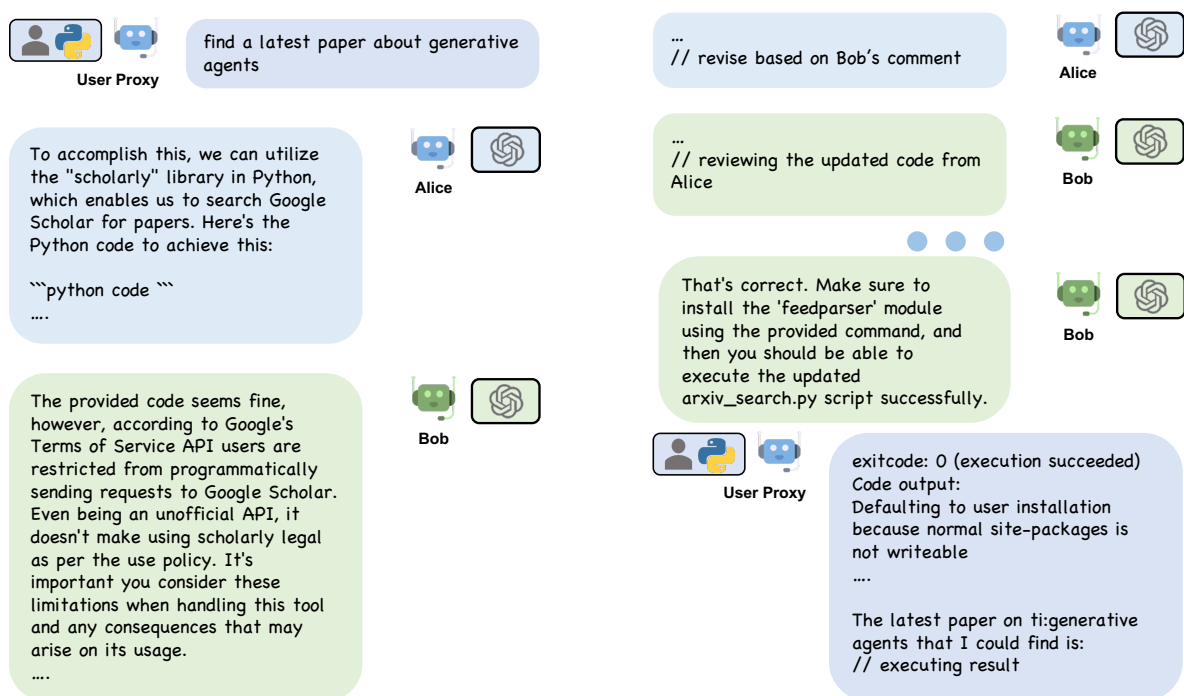 find a latest paper about generative
agents
User Proxy
To accomplish this, we can utilize
the "scholarly" library in Python,
which enables us to search Google
Scholar for papers. Here's the
Python code to achieve this:
```python code ```
....
Alice
The provided code seems fine,
however, according to Google's
Terms of Service API users are
restricted from programmatically
sending requests to Google Scholar.
Even being an unofficial API, it
doesn't make using scholarly legal
as per the use policy. It's
important you consider these
limitations when handling this tool
and any consequences that may
arise on its usage.
....
Bob
...
// revise based on Bob's comment
Alice
...
// reviewing the updated code from
Alice
Bob
That's correct. Make sure to
install the 'feedparser' module
using the provided command, and
then you should be able to
execute the updated
arxiv_search.py script successfully.
Bob
User Proxy
exitcode: 0 (execution succeeded)
Code output:
Defaulting to user installation
because normal site-packages is
not writeable
....
The latest paper on ti:generative
agents that I could find is:
// executing result